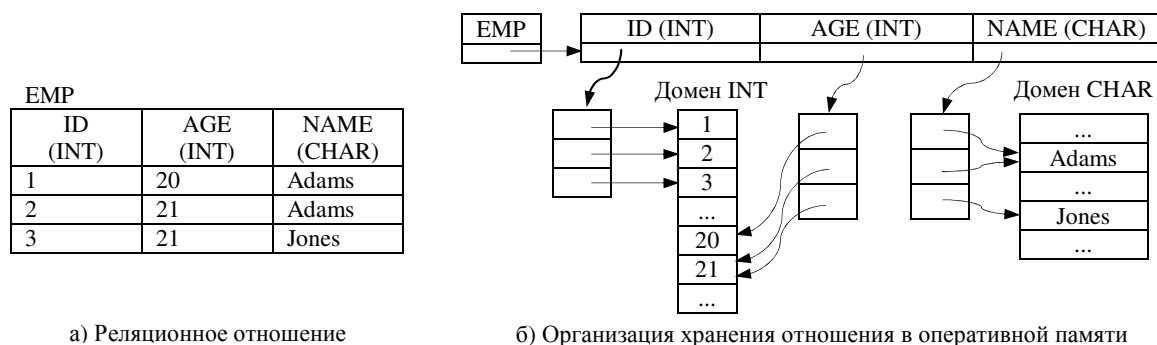 EMP
ID (INT) AGE (INT) NAME (CHAR)
Домен INT Домен CHAR
EMP
ID (INT) AGE (INT) NAME (CHAR)
1 20 Adams
2 21 Adams
3 21 Jones
1
2
3
...
20
21
...
...
Adams
...
Jones
...
а) Реляционное отношение
б) Организация хранения отношения в оперативной памяти